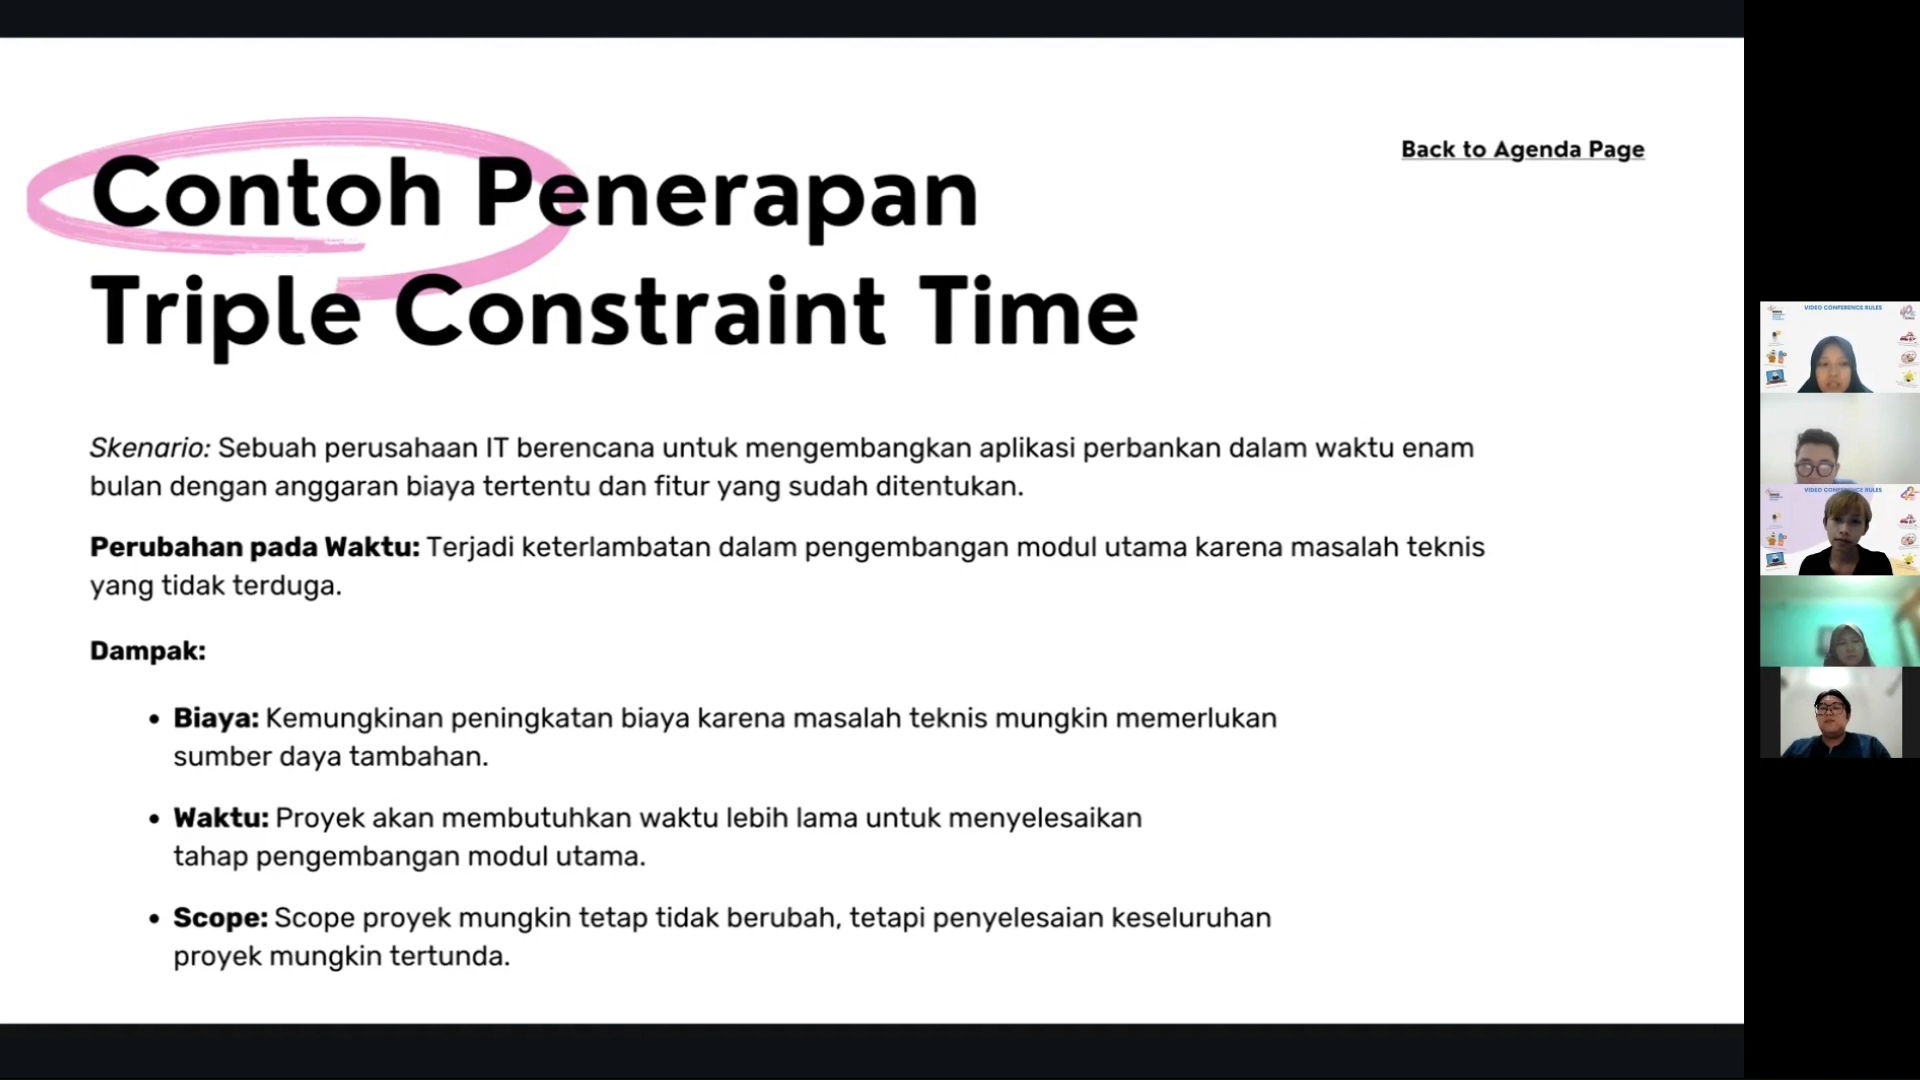 Contoh Penerapan
Triple Constraint Time
Back to Agenda Page
Skenario: Sebuah perusahaan IT berencana untuk mengembangkan aplikasi perbankan dalam waktu enam
bulan dengan anggaran biaya tertentu dan fitur yang sudah ditentukan.
Perubahan pada Waktu: Terjadi keterlambatan dalam pengembangan modul utama karena masalah teknis
yang tidak terduga.
Dampak:
• Biaya: Kemungkinan peningkatan biaya karena masalah teknis mungkin memerlukan
sumber daya tambahan.
• Waktu: Proyek akan membutuhkan waktu lebih lama untuk menyelesaikan
tahap pengembangan modul utama.
• Scope: Scope proyek mungkin tetap tidak berubah, tetapi penyelesaian keseluruhan
proyek mungkin tertunda.
VIDEO CONFERENCE RULES